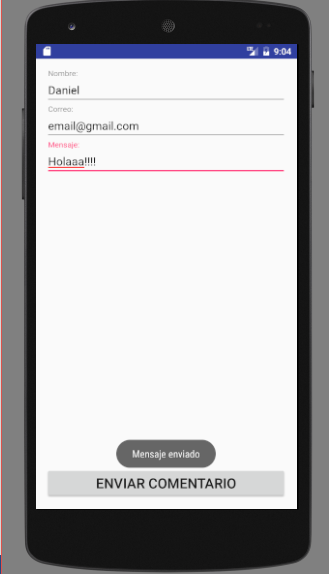 9:04
Nombre:
Daniel
Correo:
email@gmail.com
Mensaje:
Holaaa!!!!
Mensaje enviado
ENVIAR COMENTARIO